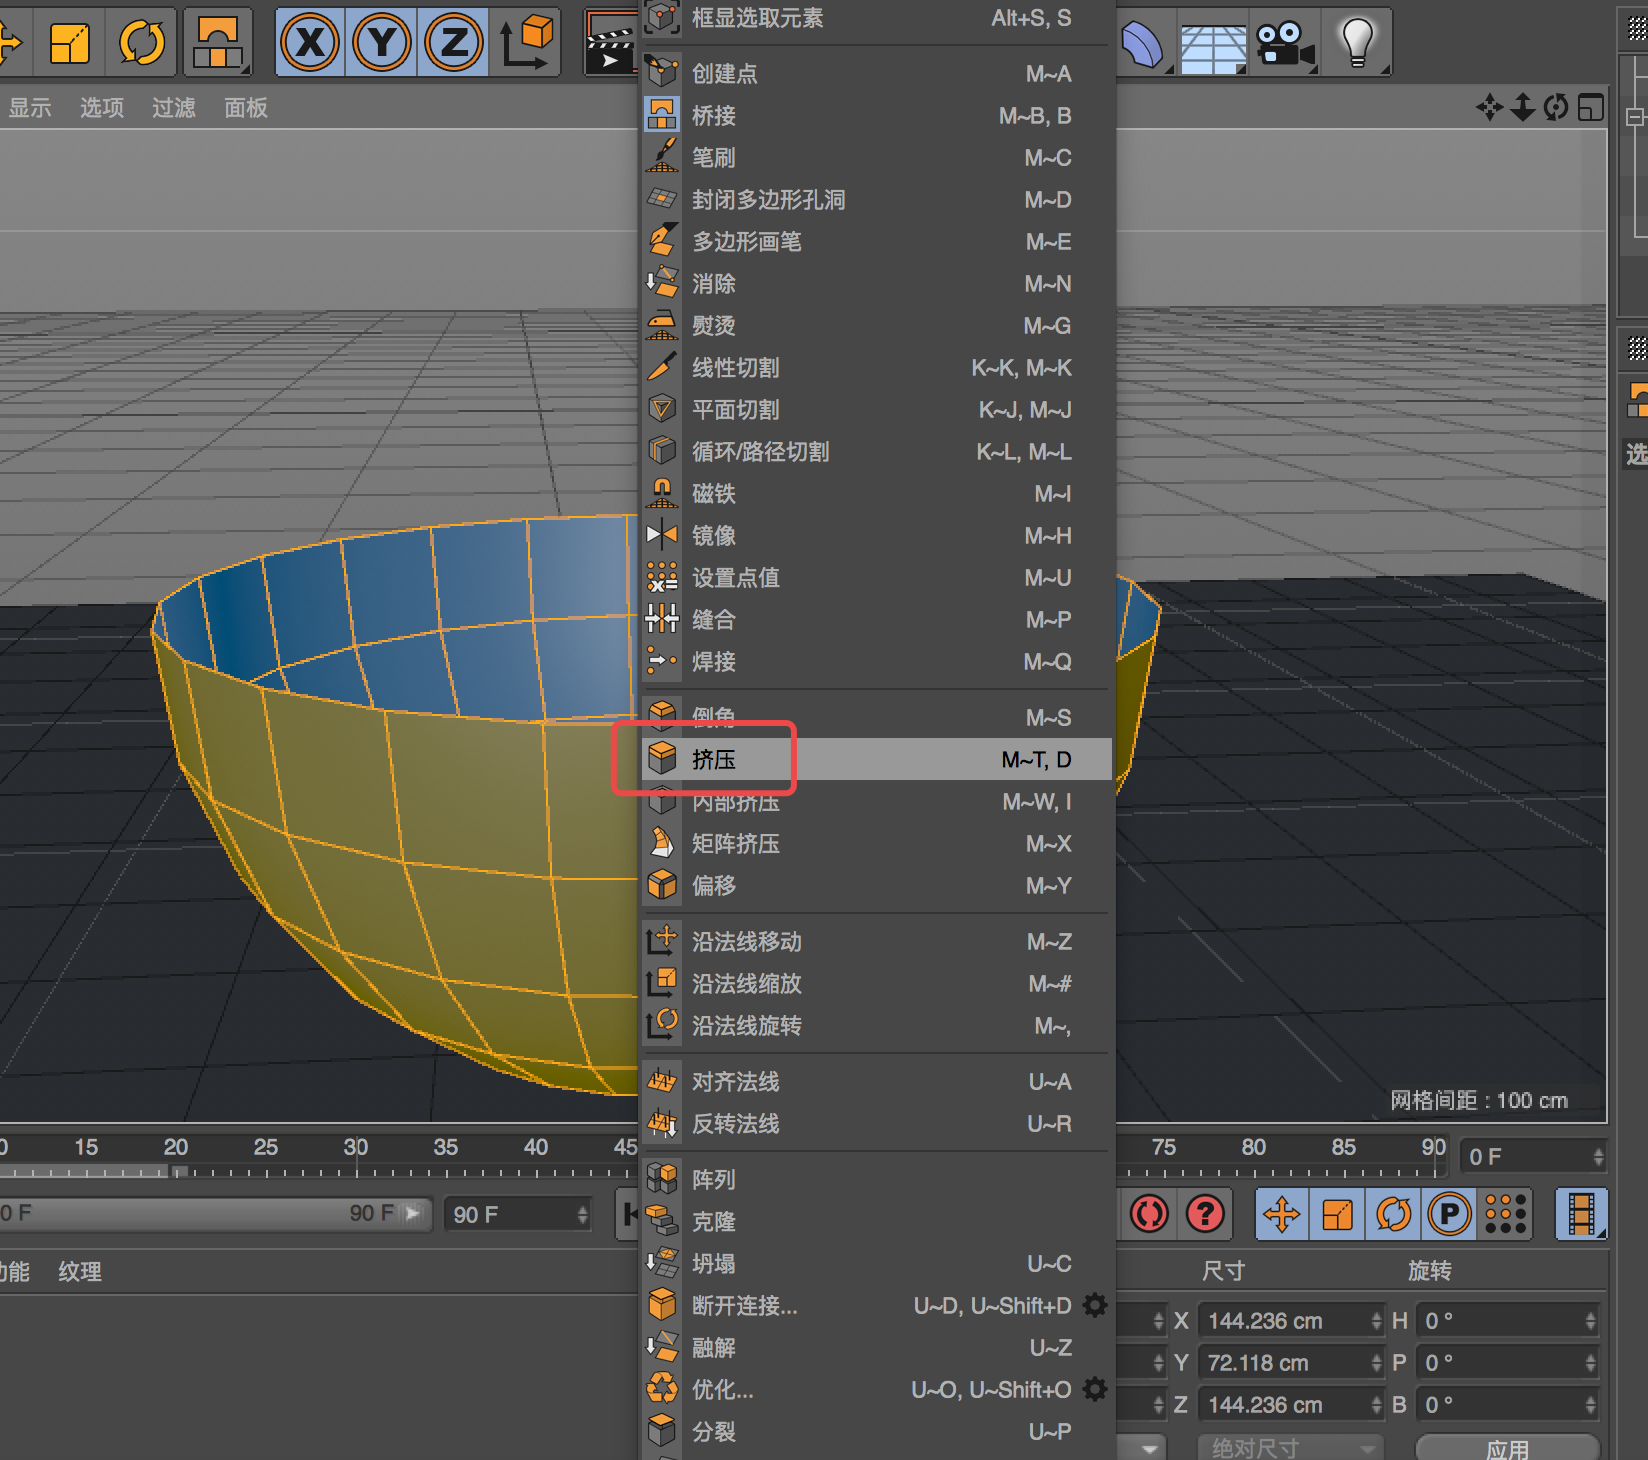 X
Y
Z
显示
选项
过滤
面板
框显选取元素 Alt+S, S
创建点 M~A
桥接 M~B, B
笔刷 M~C
封闭多边形孔洞 M~D
多边形画笔 M~E
消除 M~N
熨烫 M~G
线性切割 K~K, M~K
平面切割 K~J, M~J
循环/路径切割 K~L, M~L
磁铁 M~I
镜像 M~H
设置点值 M~U
缝合 M~P
焊接 M~Q
倒角 M~S
挤压 M~T, D
内部挤压 M~W, I
矩阵挤压 M~X
偏移 M~Y
沿法线移动 M~Z
沿法线缩放 M~#
沿法线旋转 M~,
对齐法线 U~A
反转法线 U~R
阵列
克隆
坍塌 U~C
断开连接... U~D, U~Shift+D
融解 U~Z
优化... U~O, U~Shift+O
分裂 U~P
选
网格间距 : 100 cm
0 15 20 25 30 35 40 45 75 80 85 90
0 F
0 F 90 F
90 F
?
P
功能 纹理
尺寸 旋转
X 144.236 cm H 0 °
Y 72.118 cm P 0 °
Z 144.236 cm B 0 °
绝对尺寸
应用